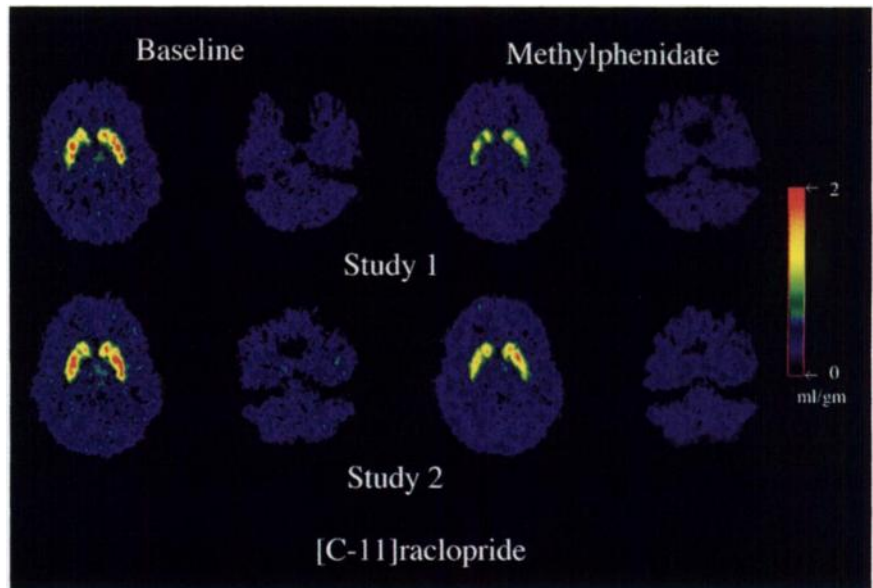 Baseline
Methylphenidate
← 2
Study 1
← 0
ml/gm
Study 2
[C-11]raclopride